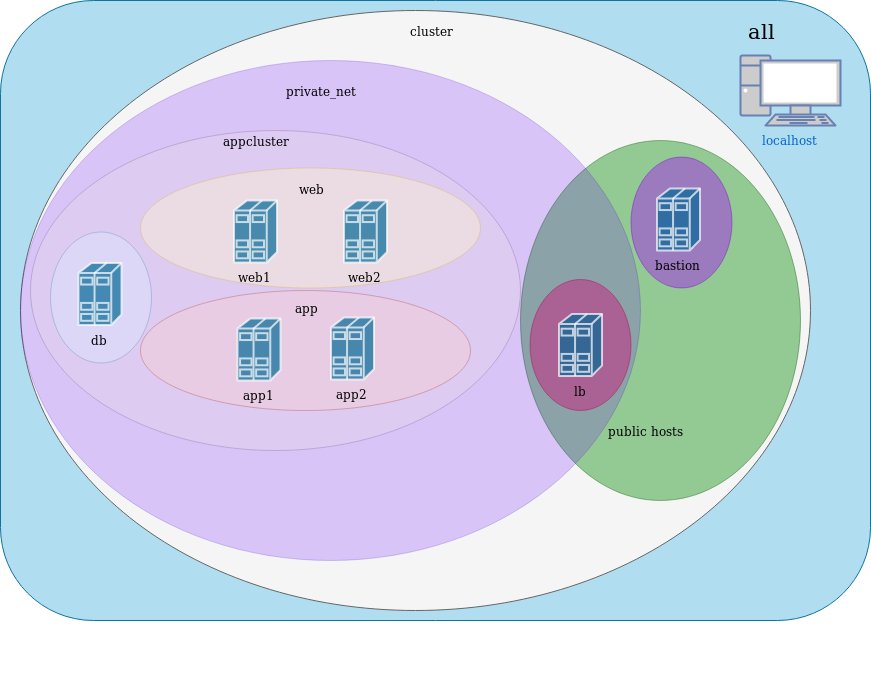 all
cluster
private_net
localhost
appcluster
web
bastion
web1
web2
app
db
lb
app1
app2
public hosts